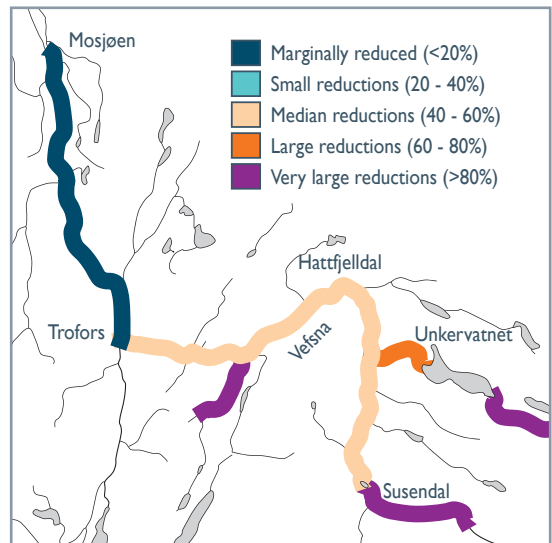 Mosjøen
Marginally reduced (<20%)
Small reductions (20 - 40%)
Median reductions (40 - 60%)
Large reductions (60 - 80%)
Very large reductions (>80%)
Hattfjelldal
Trofors
Vefsna
Unkervatnet
Susendal